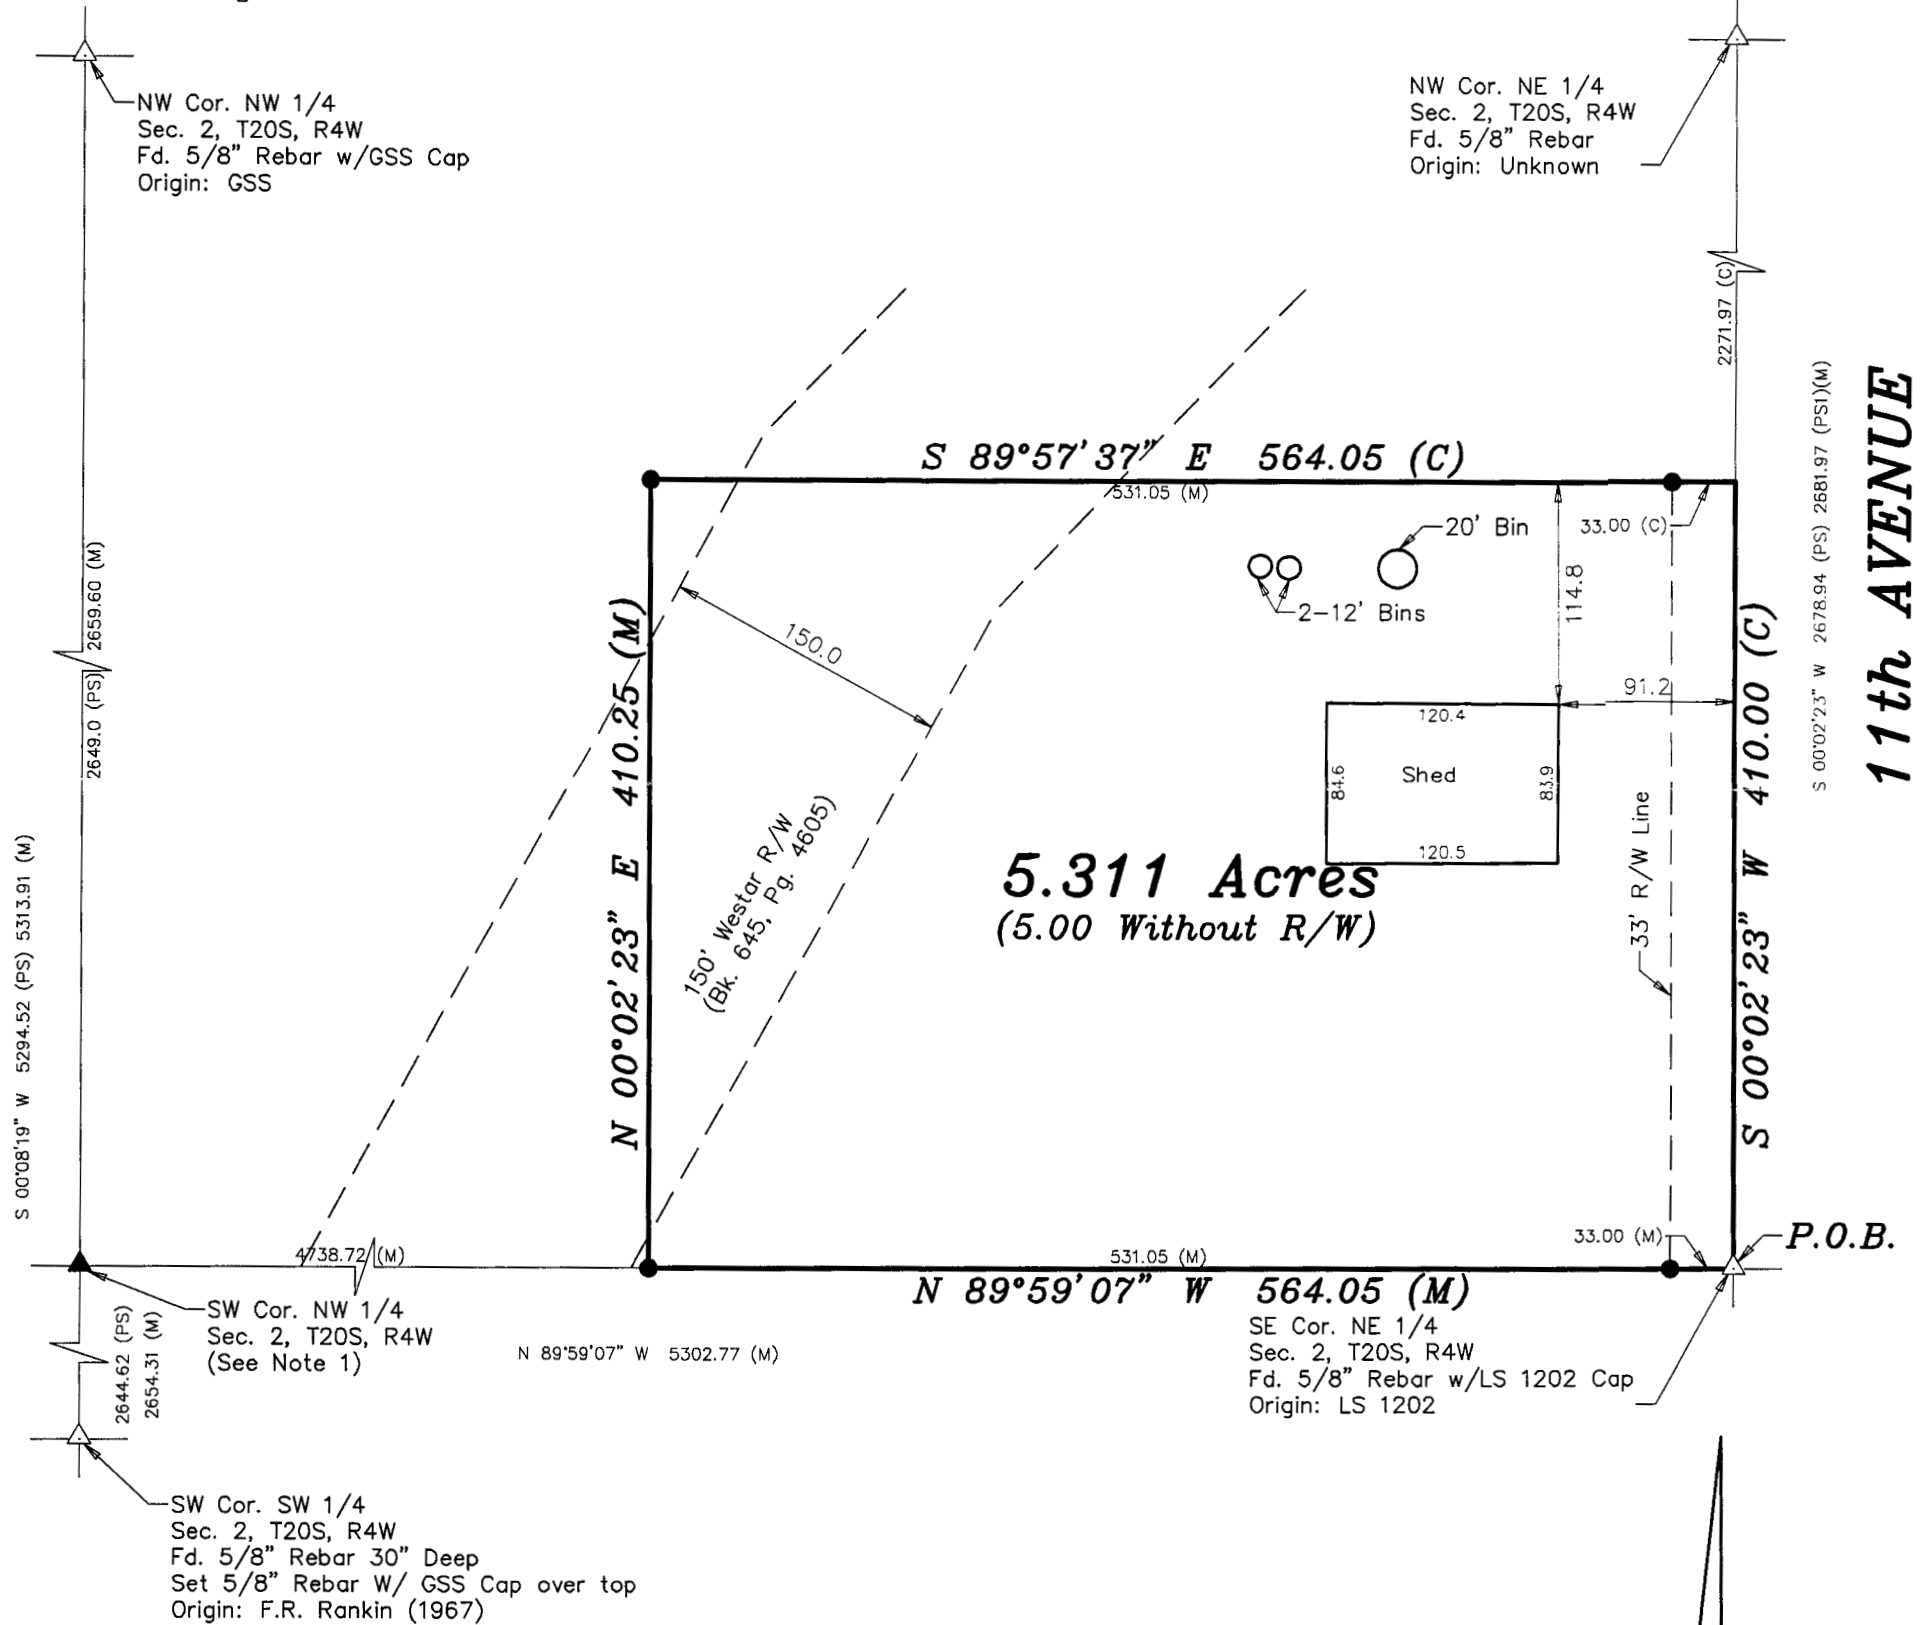 NW Cor. NW 1/4
Sec. 2, T20S, R4W
Fd. 5/8" Rebar w/GSS Cap
Origin: GSS
NW Cor. NE 1/4
Sec. 2, T20S, R4W
Fd. 5/8" Rebar
Origin: Unknown
2271.97 (C)
S 00°02'23" W 2678.94 (PS) 2681.97 (PS1)(M)
11th AVENUE
S 89°57'37" E 564.05 (C)
531.05 (M)
33.00 (C)
20' Bin
2-12' Bins
114.8
91.2
120.4
Shed
84.6
83.9
120.5
150.0
150' Westar R/W
(Bk. 645, Pg. 4605)
N 00°02'23" E 410.25 (M)
S 00°02'23" W 410.00 (C)
33' R/W Line
5.311 Acres
(5.00 Without R/W)
2649.0 (PS) 2659.60 (M)
S 00°08'19" W 5294.52 (PS) 5313.91 (M)
4738.72 (M)
531.05 (M)
33.00 (M)
P.O.B.
N 89°59'07" W 564.05 (M)
SW Cor. NW 1/4
Sec. 2, T20S, R4W
(See Note 1)
N 89°59'07" W 5302.77 (M)
2644.62 (PS)
2654.31 (M)
SE Cor. NE 1/4
Sec. 2, T20S, R4W
Fd. 5/8" Rebar w/LS 1202 Cap
Origin: LS 1202
SW Cor. SW 1/4
Sec. 2, T20S, R4W
Fd. 5/8" Rebar 30" Deep
Set 5/8" Rebar W/ GSS Cap over top
Origin: F.R. Rankin (1967)